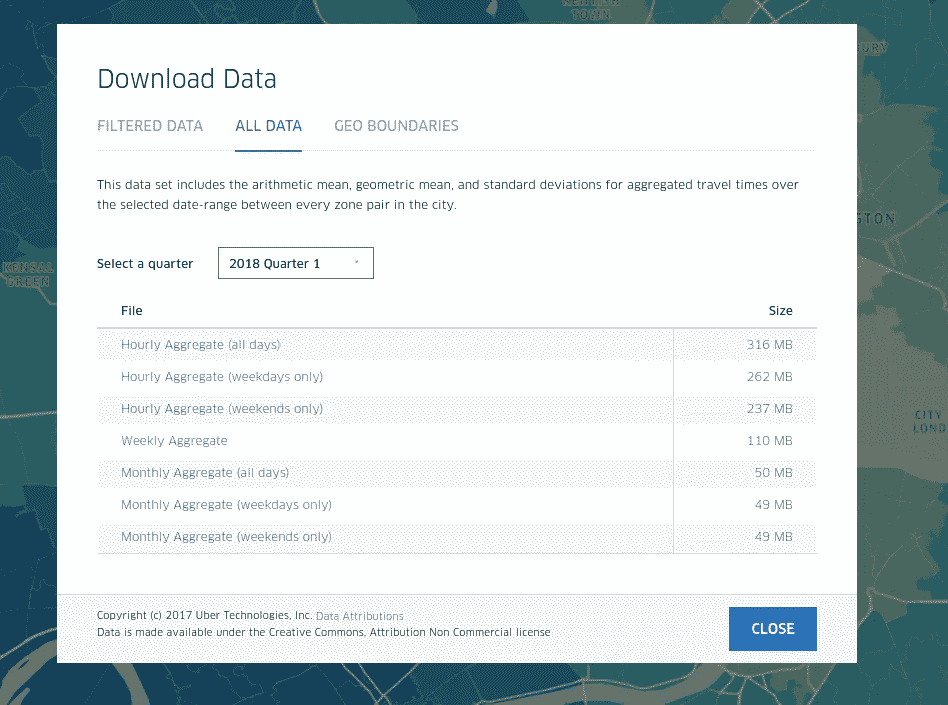 TOWN
Download Data
FILTERED DATA ALL DATA GEO BOUNDARIES
This data set includes the arithmetic mean, geometric mean, and standard deviations for aggregated travel times over
the selected date-range between every zone pair in the city.
Select a quarter 2018 Quarter 1
File Size
Hourly Aggregate (all days) 316 MB
Hourly Aggregate (weekdays only) 262 MB
Hourly Aggregate (weekends only) 237 MB
Weekly Aggregate 110 MB
Monthly Aggregate (all days) 50 MB
Monthly Aggregate (weekdays only) 49 MB
Monthly Aggregate (weekends only) 49 MB
Copyright (c) 2017 Uber Technologies, Inc. Data Attributions
Data is made available under the Creative Commons, Attribution Non Commercial license
CLOSE
KENSAL
GREEN
GTON
CITY
LOND